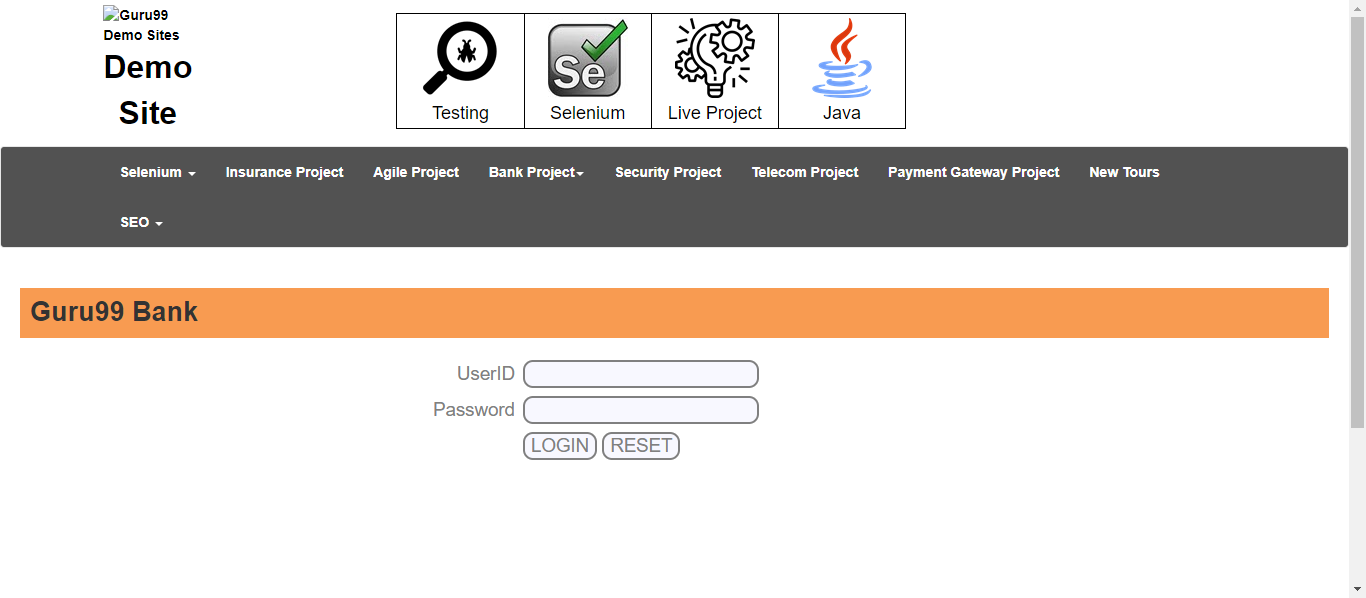 Guru99
Demo Sites
Demo
Site
Se
Testing
Selenium
Live Project
Java
Selenium
Insurance Project
Agile Project
Bank Project
Security Project
Telecom Project
Payment Gateway Project
New Tours
SEO
Guru99 Bank
UserID
Password
LOGIN RESET